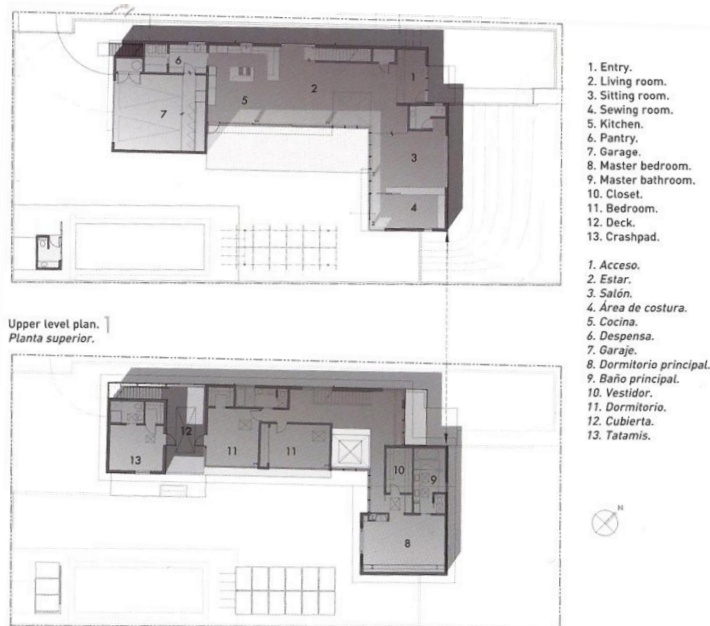 1
2
3
4
5
6
7
1. Entry.
2. Living room.
3. Sitting room.
4. Sewing room.
5. Kitchen.
6. Pantry.
7. Garage.
8. Master bedroom.
9. Master bathroom.
10. Closet.
11. Bedroom.
12. Deck.
13. Crashpad.
1. Acceso.
2. Estar.
3. Salón.
4. Área de costura.
5. Cocina.
6. Despensa.
7. Garaje.
8. Dormitorio principal.
9. Baño principal.
10. Vestidor.
11. Dormitorio.
12. Cubierta.
13. Tatamis.
Upper level plan.
Planta superior.
13
12
11
11
10
9
8
N